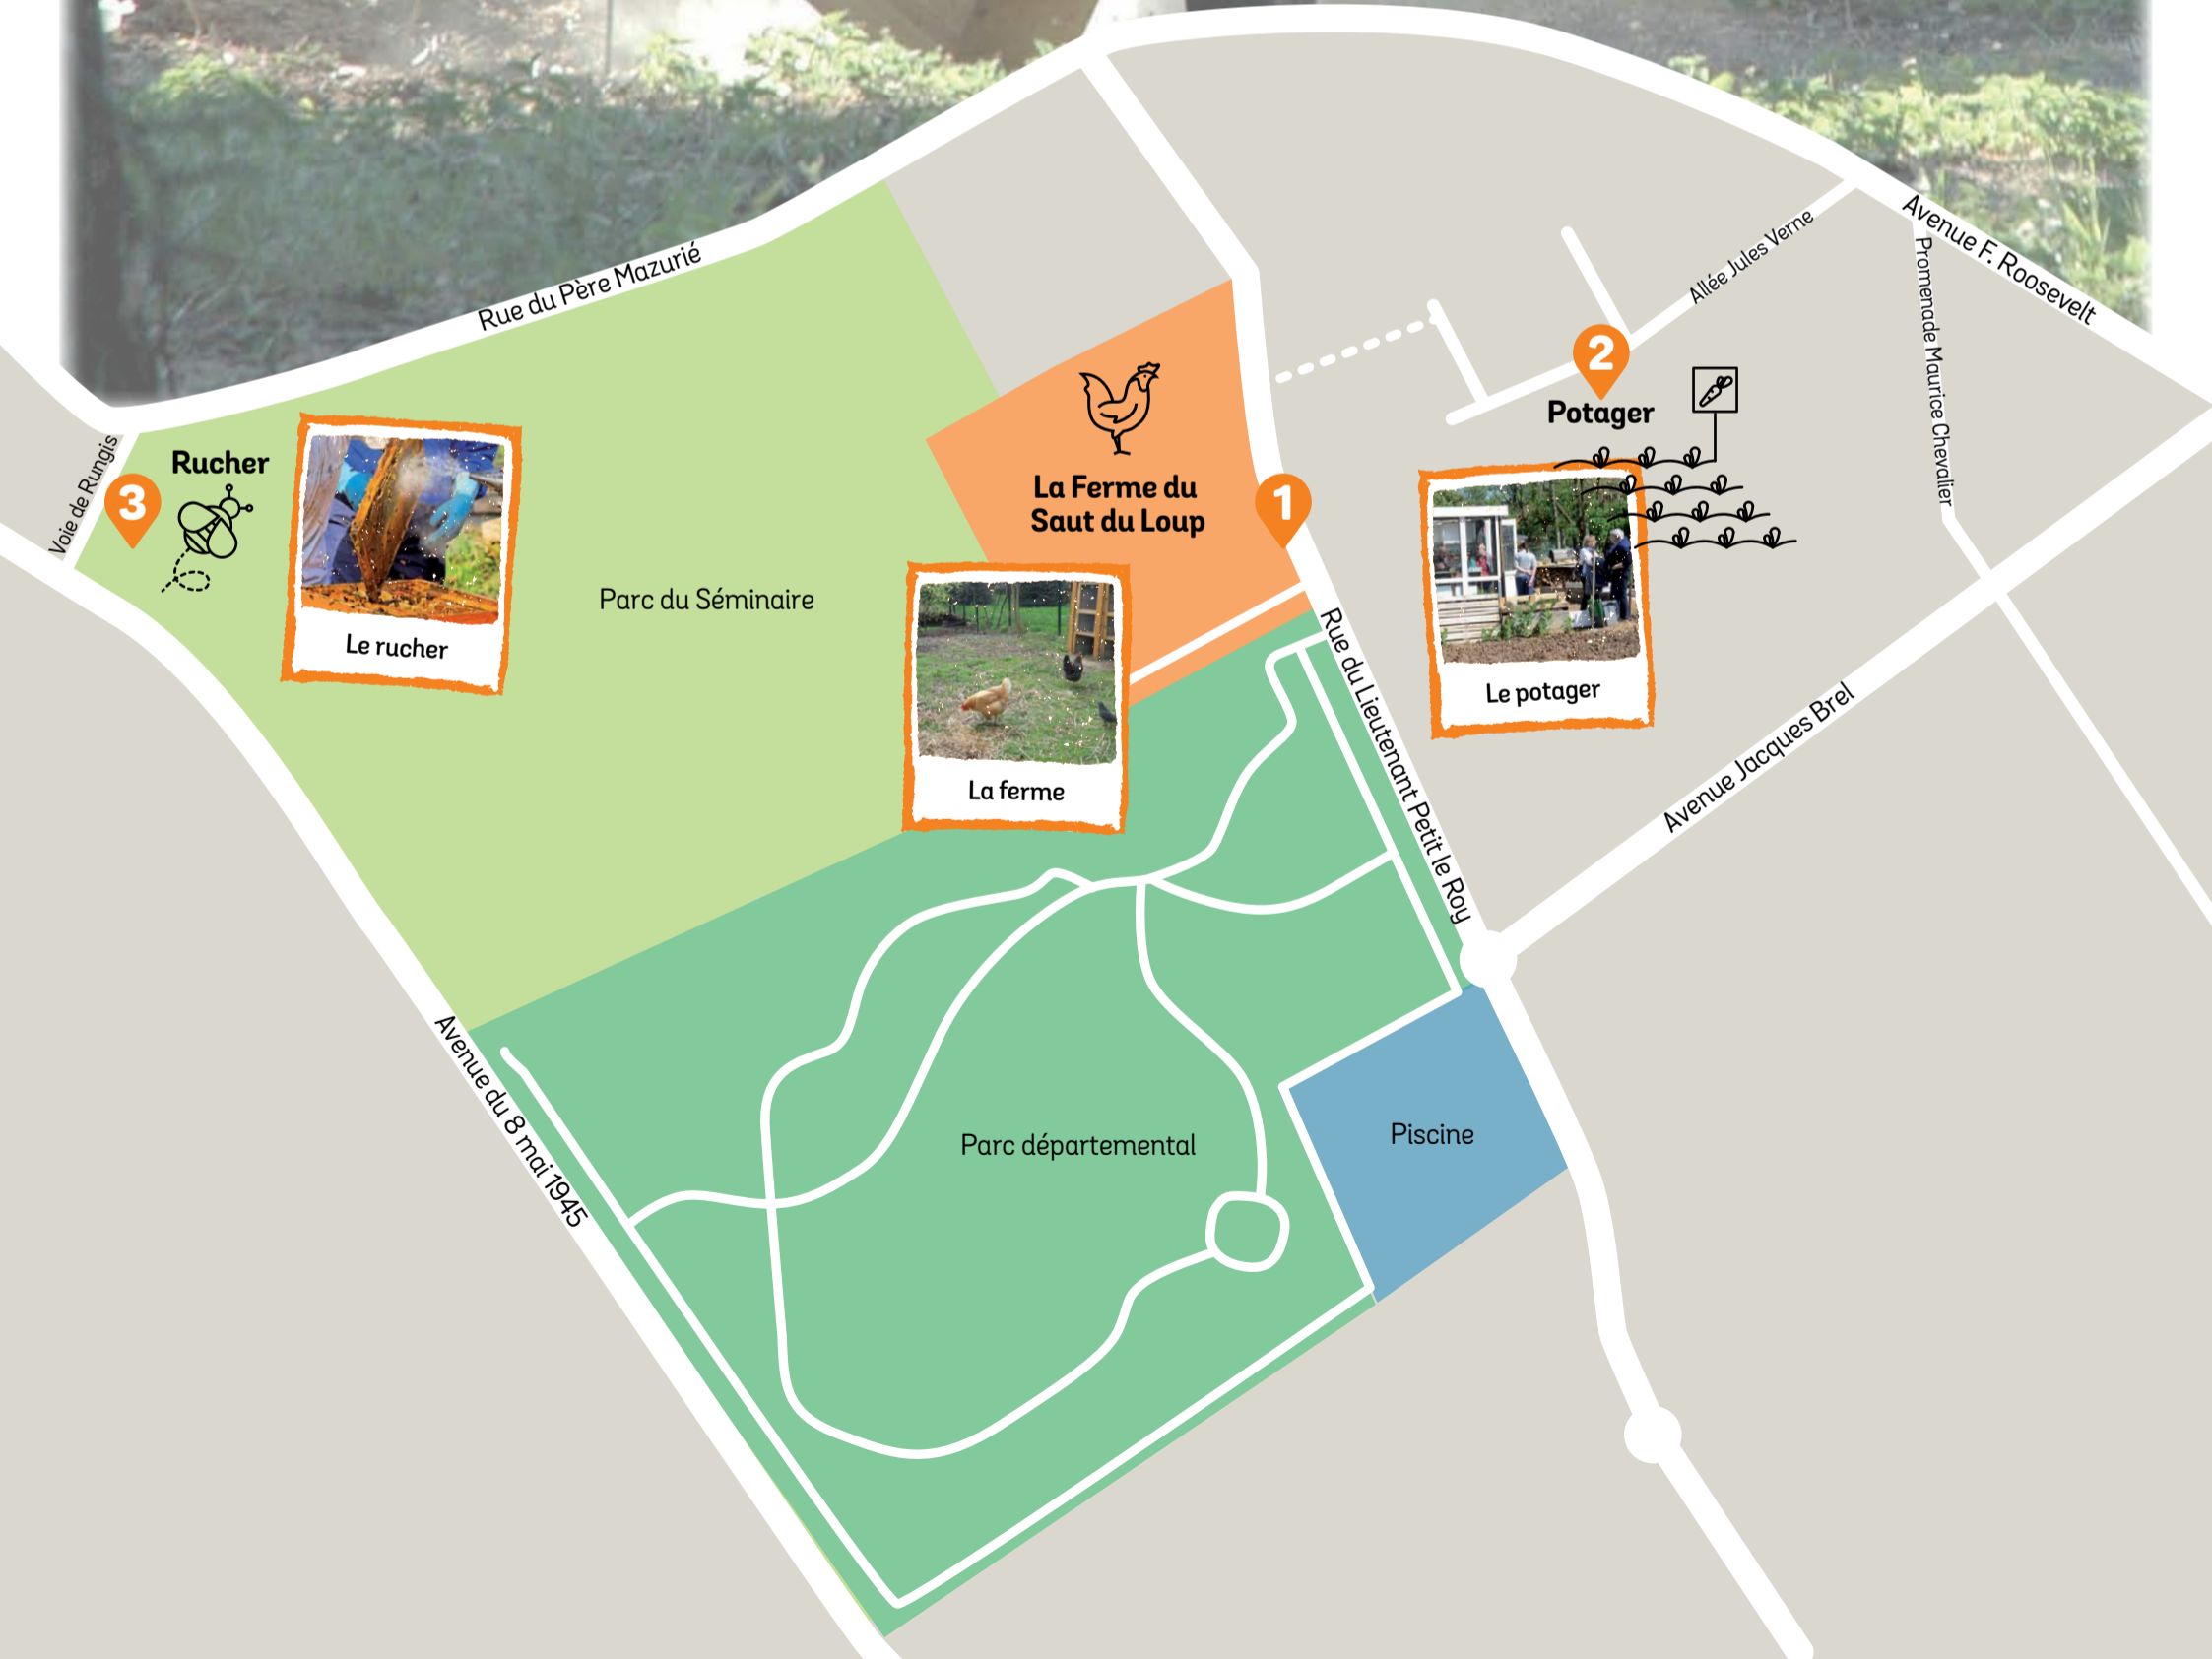 Avenue F. Roosevelt
Allée Jules Verne
Promenade Maurice Chevalier
Rue du Père Mazurié
2
Potager
Voie de Rungis
3
Rucher
La Ferme du
Saut du Loup
1
Parc du Séminaire
Le rucher
Rue du Lieutenant Petit le Roy
Le potager
La ferme
Avenue Jacques Brel
Avenue du 8 mai 1945
Parc départemental
Piscine